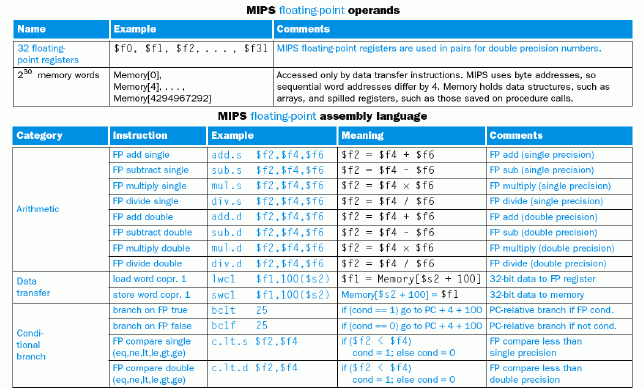 MIPS floating-point operands
Name Example Comments
32 floating-point registers $f0, $f1, $f2, . . . , $f31 MIPS floating-point registers are used in pairs for double precision numbers.
2^30 memory words Memory[0], Accessed only by data transfer instructions. MIPS uses byte addresses, so
Memory[4], . . . , sequential word addresses differ by 4. Memory holds data structures, such as
Memory[4294967292] arrays, and spilled registers, such as those saved on procedure calls.
MIPS floating-point assembly language
Category Instruction Example Meaning Comments
Arithmetic
FP add single add.s $f2,$f4,$f6 $f2 = $f4 + $f6 FP add (single precision)
FP subtract single sub.s $f2,$f4,$f6 $f2 = $f4 - $f6 FP sub (single precision)
FP multiply single mul.s $f2,$f4,$f6 $f2 = $f4 × $f6 FP multiply (single precision)
FP divide single div.s $f2,$f4,$f6 $f2 = $f4 / $f6 FP divide (single precision)
FP add double add.d $f2,$f4,$f6 $f2 = $f4 + $f6 FP add (double precision)
FP subtract double sub.d $f2,$f4,$f6 $f2 = $f4 - $f6 FP sub (double precision)
FP multiply double mul.d $f2,$f4,$f6 $f2 = $f4 × $f6 FP multiply (double precision)
FP divide double div.d $f2,$f4,$f6 $f2 = $f4 / $f6 FP divide (double precision)
Data transfer
load word copr. 1 lwc1 $f1,100($s2) $f1 = Memory[$s2 + 100] 32-bit data to FP register
store word copr. 1 swc1 $f1,100($s2) Memory[$s2 + 100] = $f1 32-bit data to memory
Condi-tional branch
branch on FP true bc1t 25 if (cond == 1) go to PC + 4 + 100 PC-relative branch if FP cond.
branch on FP false bc1f 25 if (cond == 0) go to PC + 4 + 100 PC-relative branch if not cond.
FP compare single c.lt.s $f2,$f4 if ($f2 < $f4) FP compare less than
(eq,ne,lt,le,gt,ge) cond = 1; else cond = 0 single precision
FP compare double c.lt.d $f2,$f4 if ($f2 < $f4) FP compare less than
(eq,ne,lt,le,gt,ge) cond = 1; else cond = 0 double precision